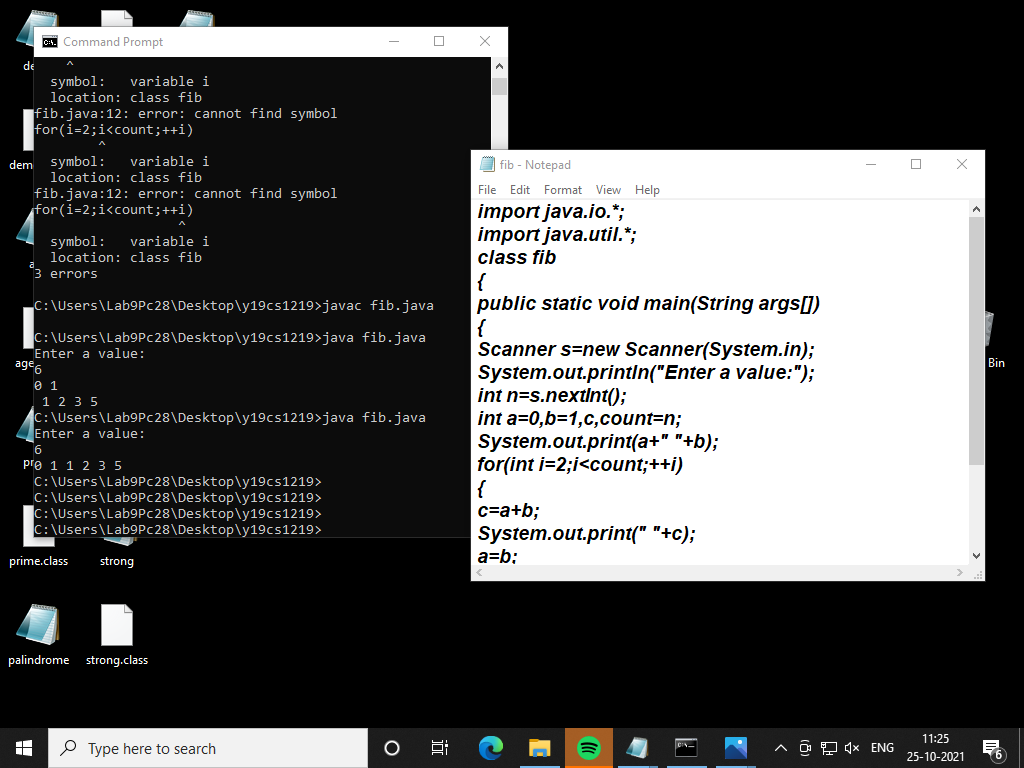 Command Prompt
^
symbol:   variable i
location: class fib
fib.java:12: error: cannot find symbol
for(i=2;i<count;++i)
^
symbol:   variable i
location: class fib
fib.java:12: error: cannot find symbol
for(i=2;i<count;++i)
^
symbol:   variable i
location: class fib
3 errors
C:\Users\Lab9Pc28\Desktop\y19cs1219>javac fib.java
C:\Users\Lab9Pc28\Desktop\y19cs1219>java fib.java
Enter a value:
6
0 1
1 2 3 5
C:\Users\Lab9Pc28\Desktop\y19cs1219>java fib.java
Enter a value:
6
0 1 1 2 3 5
C:\Users\Lab9Pc28\Desktop\y19cs1219>
C:\Users\Lab9Pc28\Desktop\y19cs1219>
C:\Users\Lab9Pc28\Desktop\y19cs1219>
C:\Users\Lab9Pc28\Desktop\y19cs1219>
fib - Notepad
File Edit Format View Help
import java.io.*;
import java.util.*;
class fib
{
public static void main(String args[])
{
Scanner s=new Scanner(System.in);
System.out.println("Enter a value:");
int n=s.nextInt();
int a=0,b=1,c,count=n;
System.out.print(a+" "+b);
for(int i=2;i<count;++i)
{
c=a+b;
System.out.print(" "+c);
a=b;
Bin
prime.class
strong
palindrome
strong.class
Type here to search
ENG
11:25
25-10-2021
6